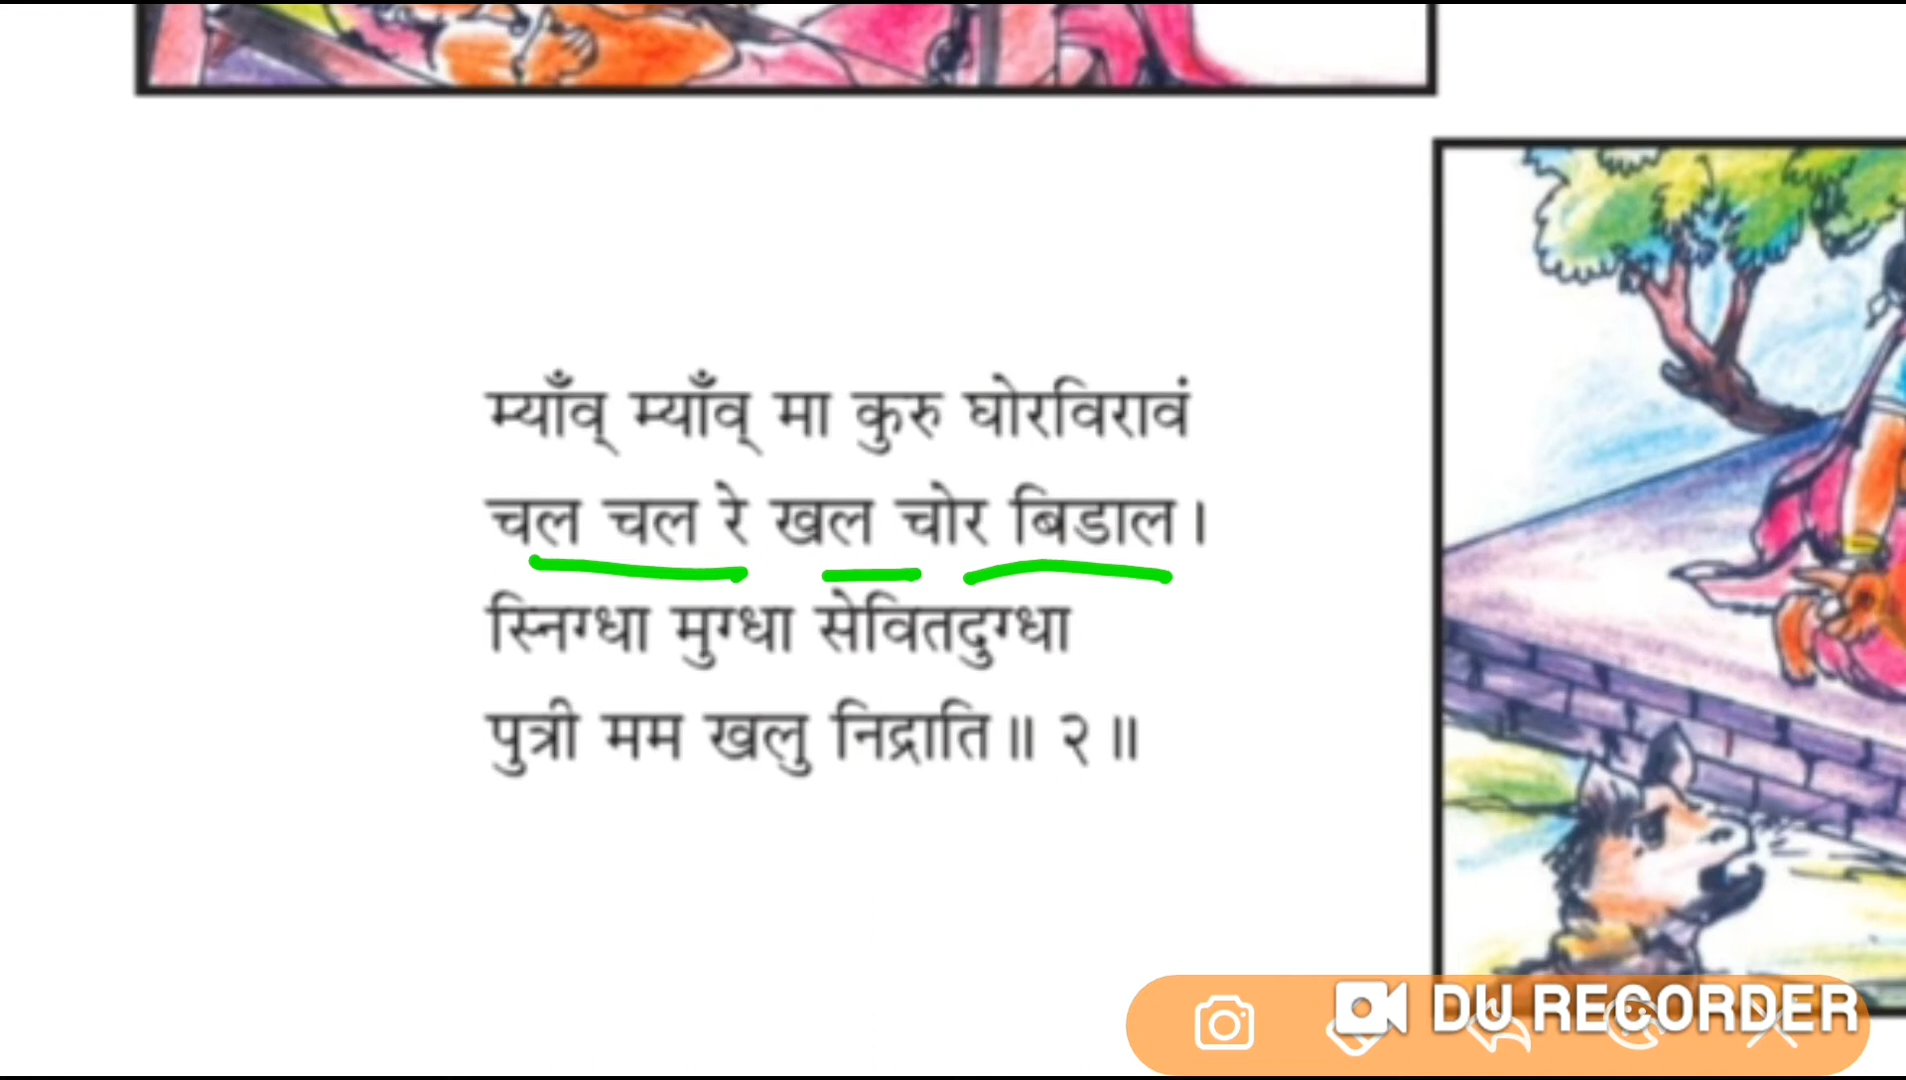 म्याँव् म्याँव् मा कुरु घोरविरावं
चल चल रे खल चोर बिडाल।
स्निग्धा मुग्धा सेवितदुग्धा
पुत्री मम खलु निद्राति॥ २॥
DU RECORDER